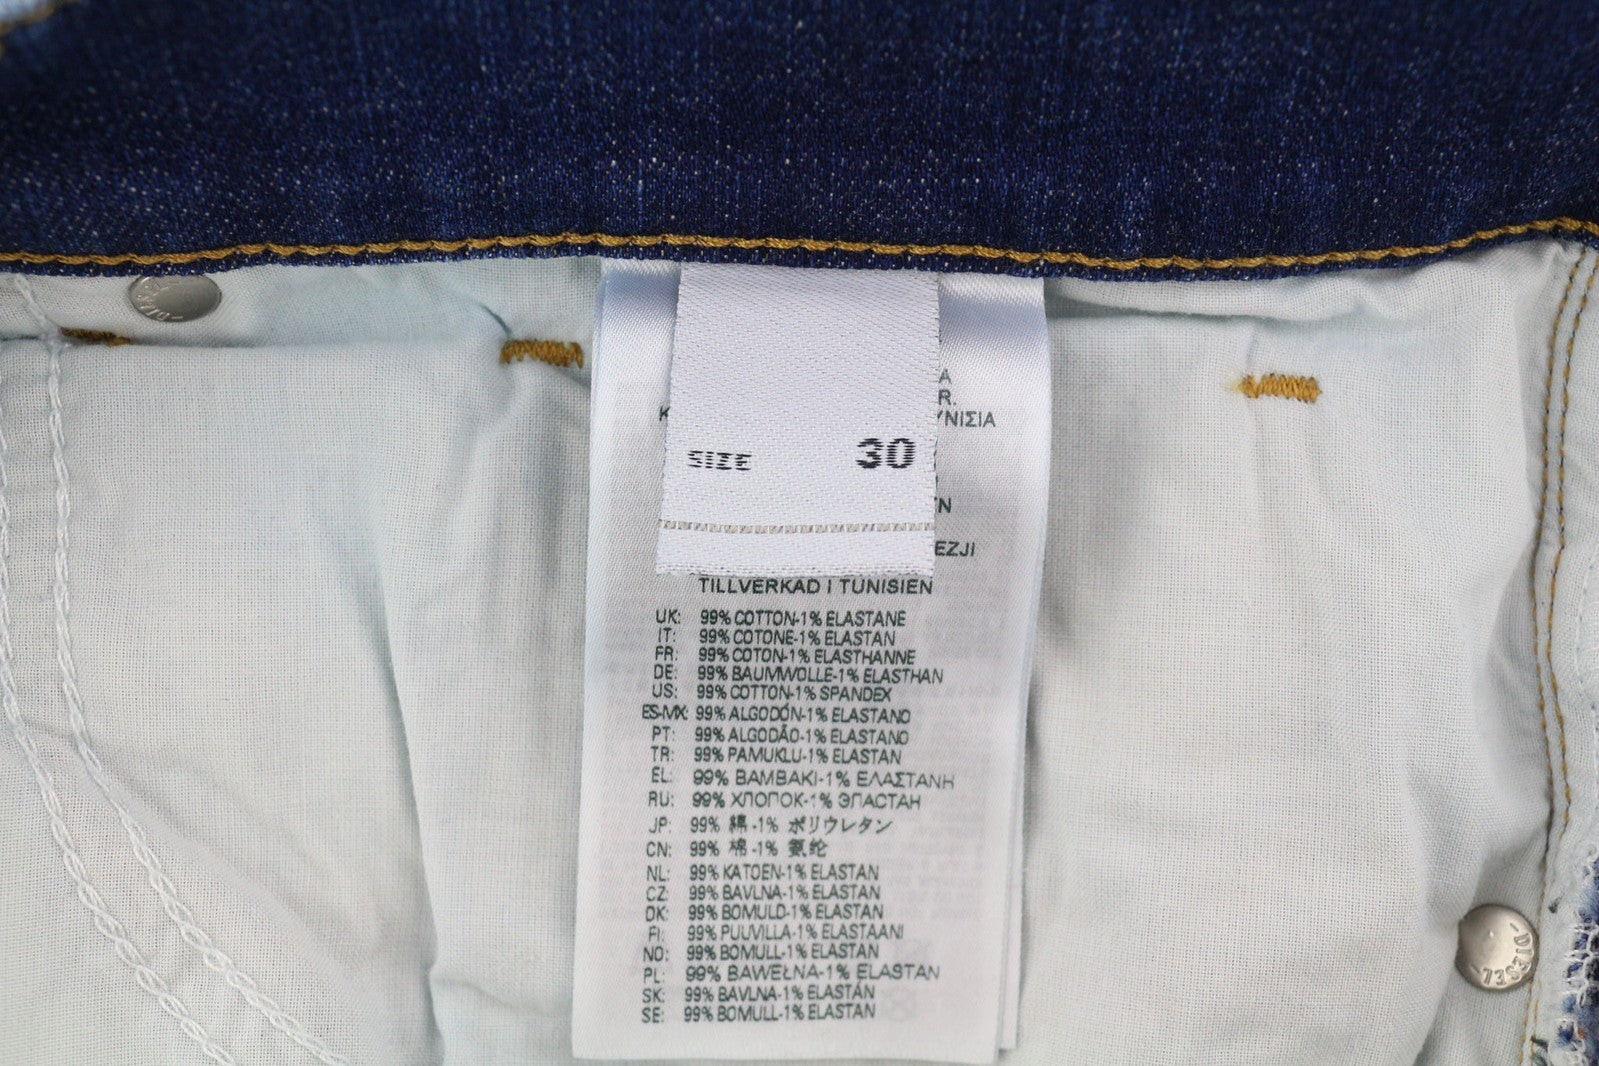 A
R.
K ΥΝΙΣΙΑ
SIZE 30
N
EZJI
TILLVERKAD I TUNISIEN
UK: 99% COTTON-1% ELASTANE
IT: 99% COTONE-1% ELASTAN
FR: 99% COTON-1% ELASTHANNE
DE: 99% BAUMWOLLE-1% ELASTHAN
US: 99% COTTON-1% SPANDEX
ES-MX: 99% ALGODÓN-1% ELASTANO
PT: 99% ALGODÃO-1% ELASTANO
TR: 99% PAMUKLU-1% ELASTAN
EL: 99% ΒΑΜΒΑΚΙ-1% ΕΛΑΣΤΑΝΗ
RU: 99% ХЛОПОК-1% ЭЛАСТАН
JP: 99% 綿 -1% ポリウレタン
CN: 99% 棉 -1% 氨纶
NL: 99% KATOEN-1% ELASTAN
CZ: 99% BAVLNA-1% ELASTAN
DK: 99% BOMULD-1% ELASTAN
FI: 99% PUUVILLA-1% ELASTAANI
NO: 99% BOMULL-1% ELASTAN
PL: 99% BAWEŁNA-1% ELASTAN
SK: 99% BAVLNA-1% ELASTÁN
SE: 99% BOMULL-1% ELASTAN
-DIESEL-